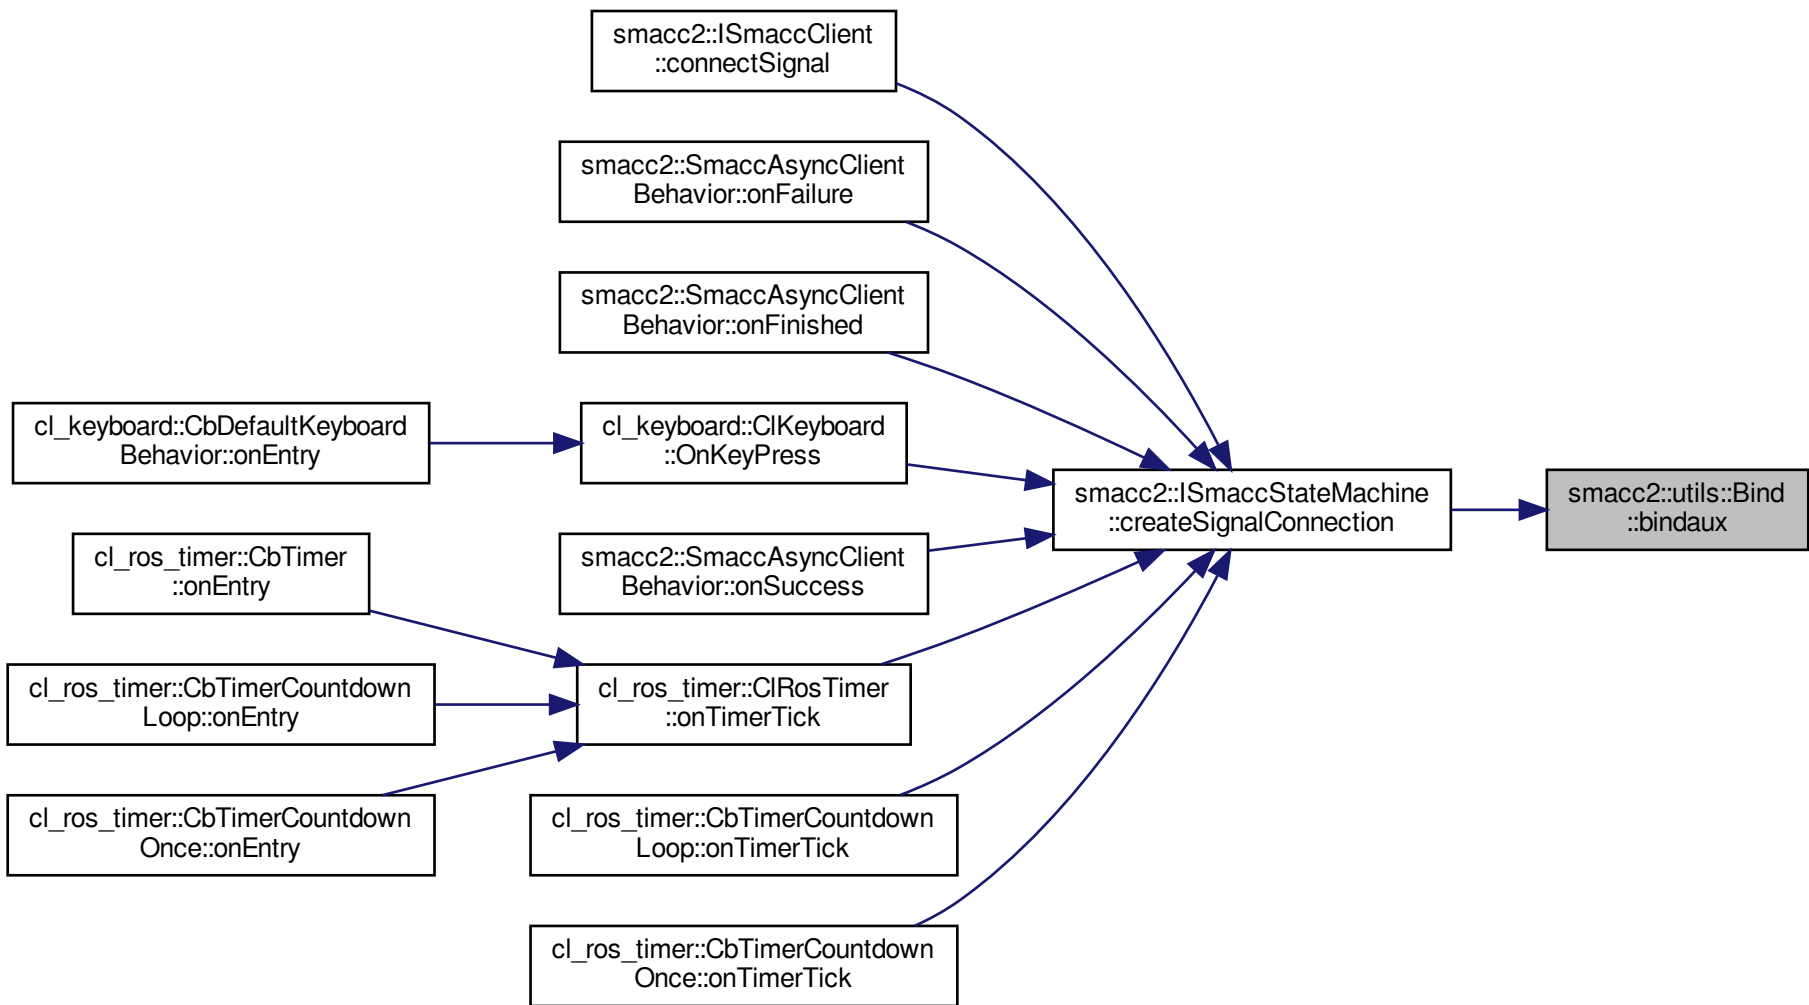 smacc2::ISmaccClient
::connectSignal
smacc2::SmaccAsyncClient
Behavior::onFailure
smacc2::SmaccAsyncClient
Behavior::onFinished
cl_keyboard::CbDefaultKeyboard
Behavior::onEntry
cl_keyboard::ClKeyboard
::OnKeyPress
smacc2::ISmaccStateMachine
::createSignalConnection
smacc2::utils::Bind
::bindaux
cl_ros_timer::CbTimer
::onEntry
smacc2::SmaccAsyncClient
Behavior::onSuccess
cl_ros_timer::CbTimerCountdown
Loop::onEntry
cl_ros_timer::ClRosTimer
::onTimerTick
cl_ros_timer::CbTimerCountdown
Once::onEntry
cl_ros_timer::CbTimerCountdown
Loop::onTimerTick
cl_ros_timer::CbTimerCountdown
Once::onTimerTick